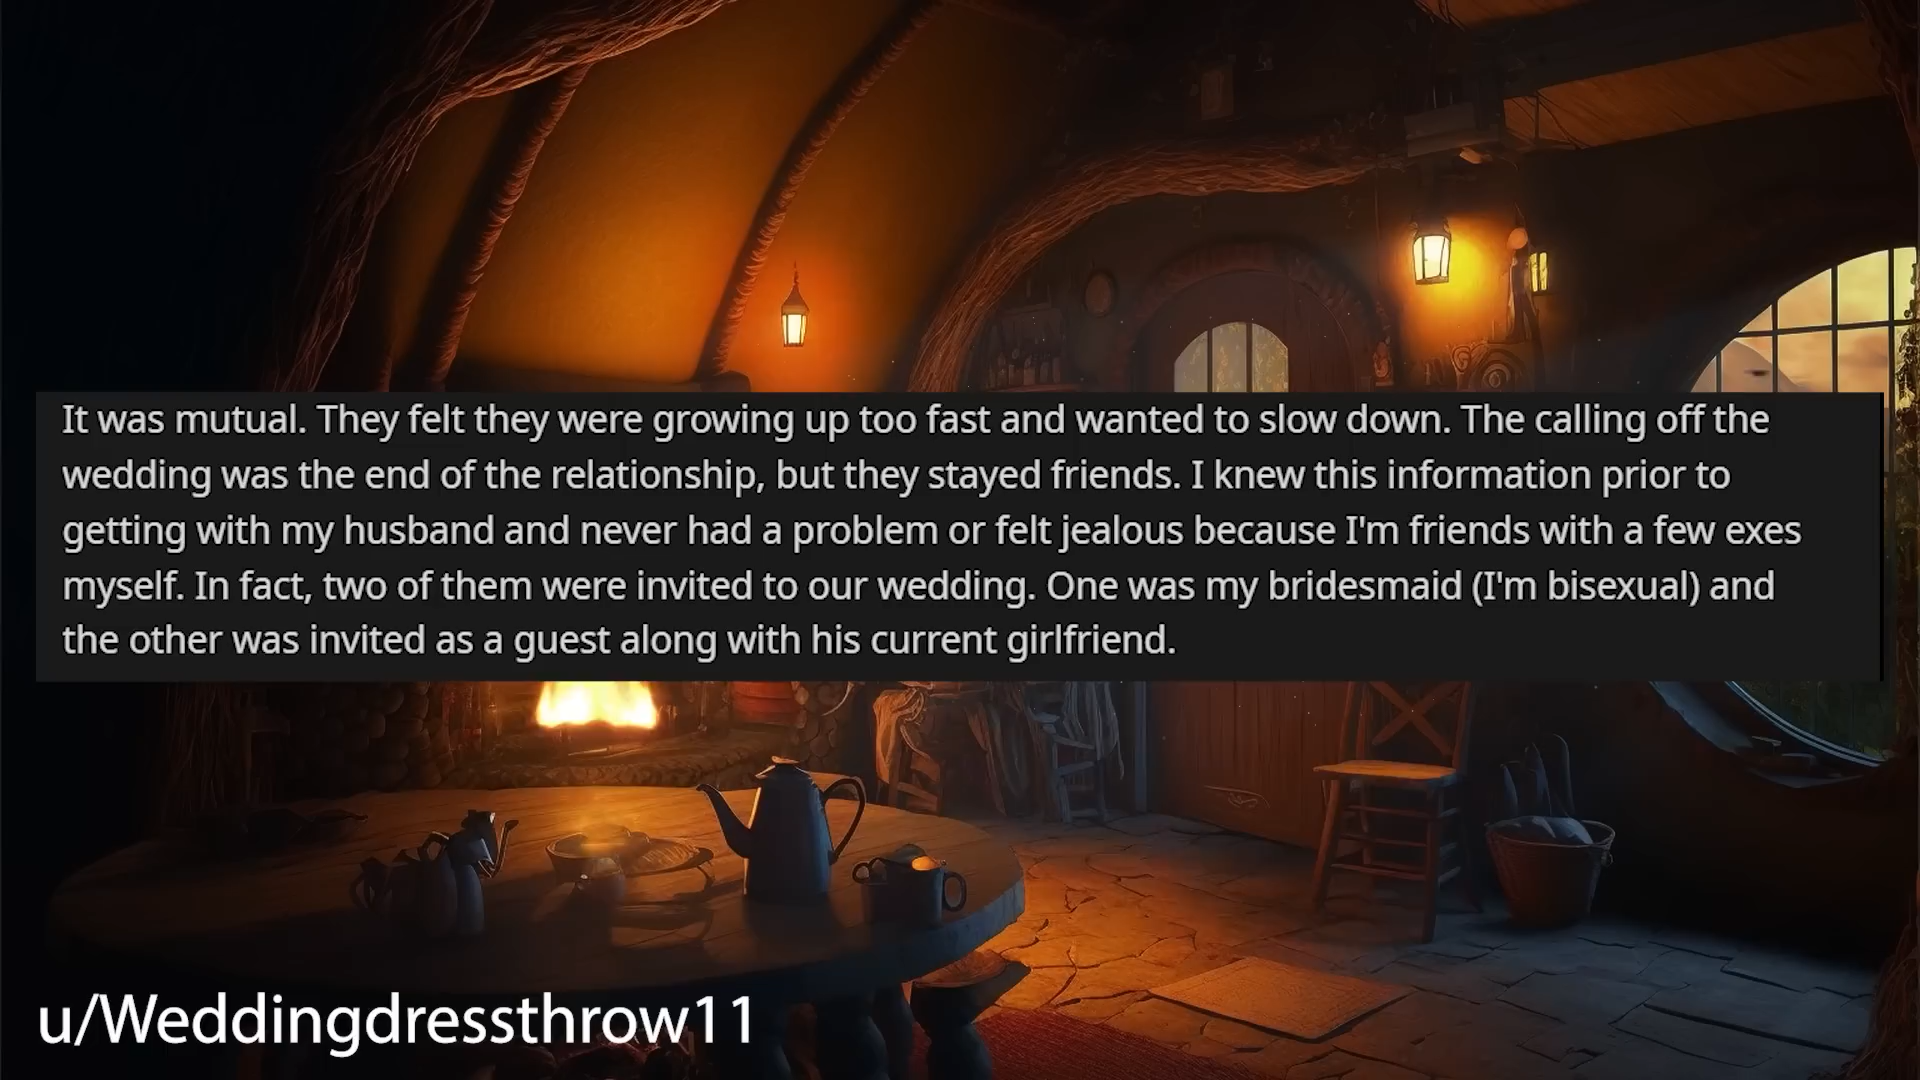 It was mutual. They felt they were growing up too fast and wanted to slow down. The calling off the
wedding was the end of the relationship, but they stayed friends. I knew this information prior to
getting with my husband and never had a problem or felt jealous because I'm friends with a few exes
myself. In fact, two of them were invited to our wedding. One was my bridesmaid (I'm bisexual) and
the other was invited as a guest along with his current girlfriend.
u/Weddingdressthrow11